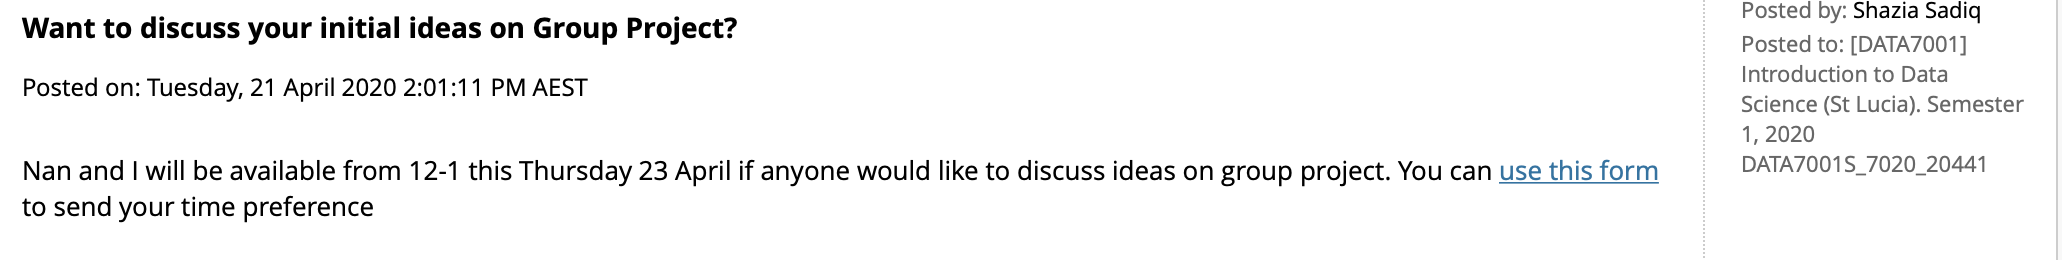 Want to discuss your initial ideas on Group Project?
Posted on: Tuesday, 21 April 2020 2:01:11 PM AEST
Nan and I will be available from 12-1 this Thursday 23 April if anyone would like to discuss ideas on group project. You can use this form
to send your time preference
Posted by: Shazia Sadiq
Posted to: [DATA7001]
Introduction to Data
Science (St Lucia). Semester
1, 2020
DATA7001S_7020_20441